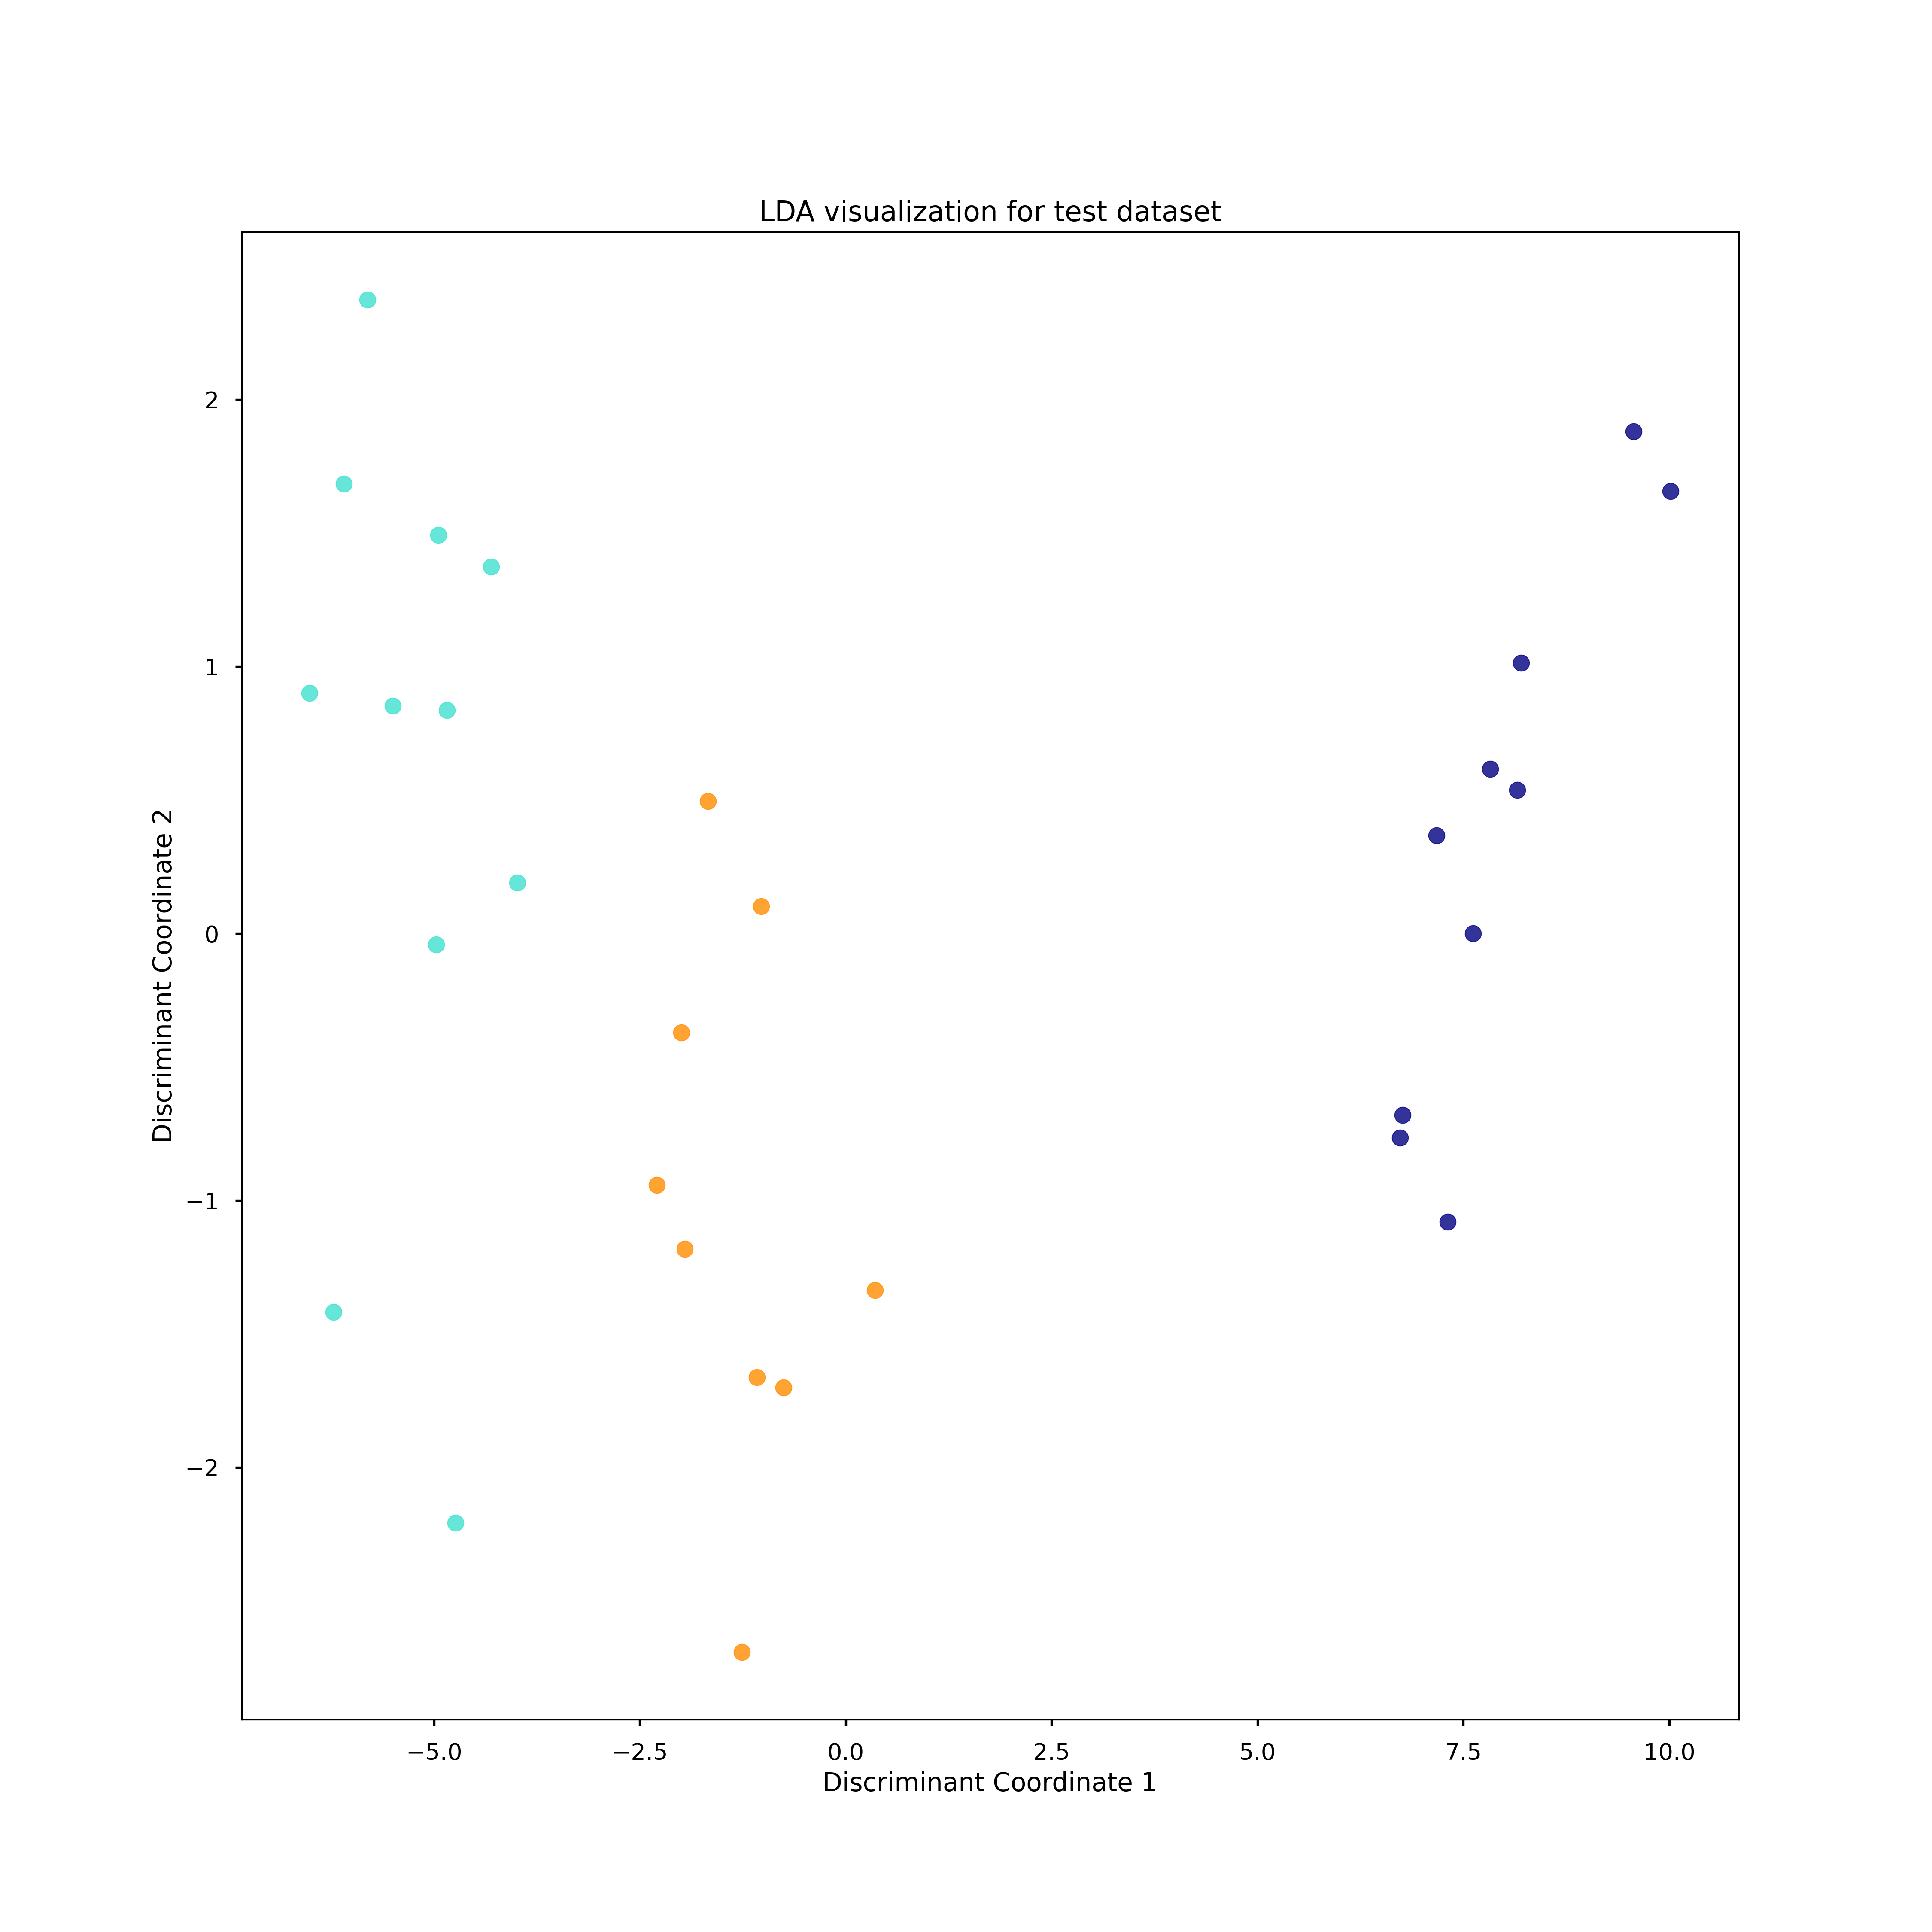 LDA visualization for test dataset
2
1
0
−1
−2
Discriminant Coordinate 2
−5.0 −2.5 0.0 2.5 5.0 7.5 10.0
Discriminant Coordinate 1